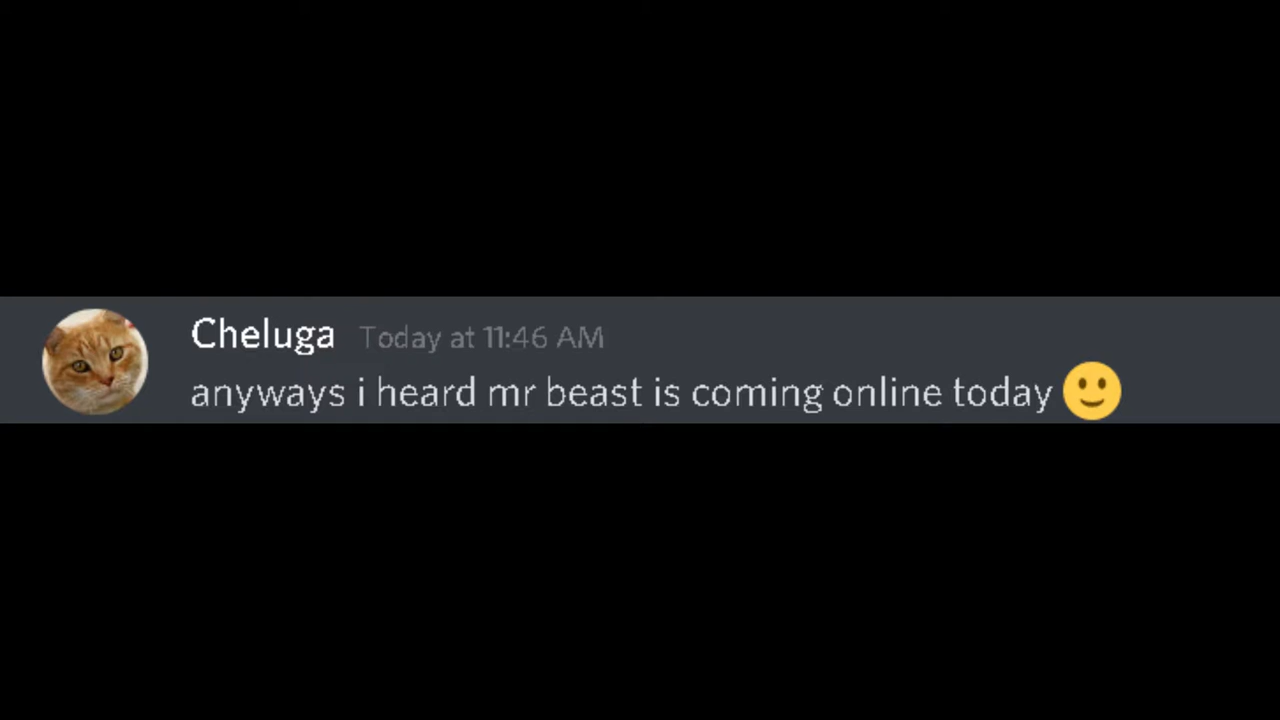 Cheluga Today at 11:46 AM
anyways i heard mr beast is coming online today 🙂